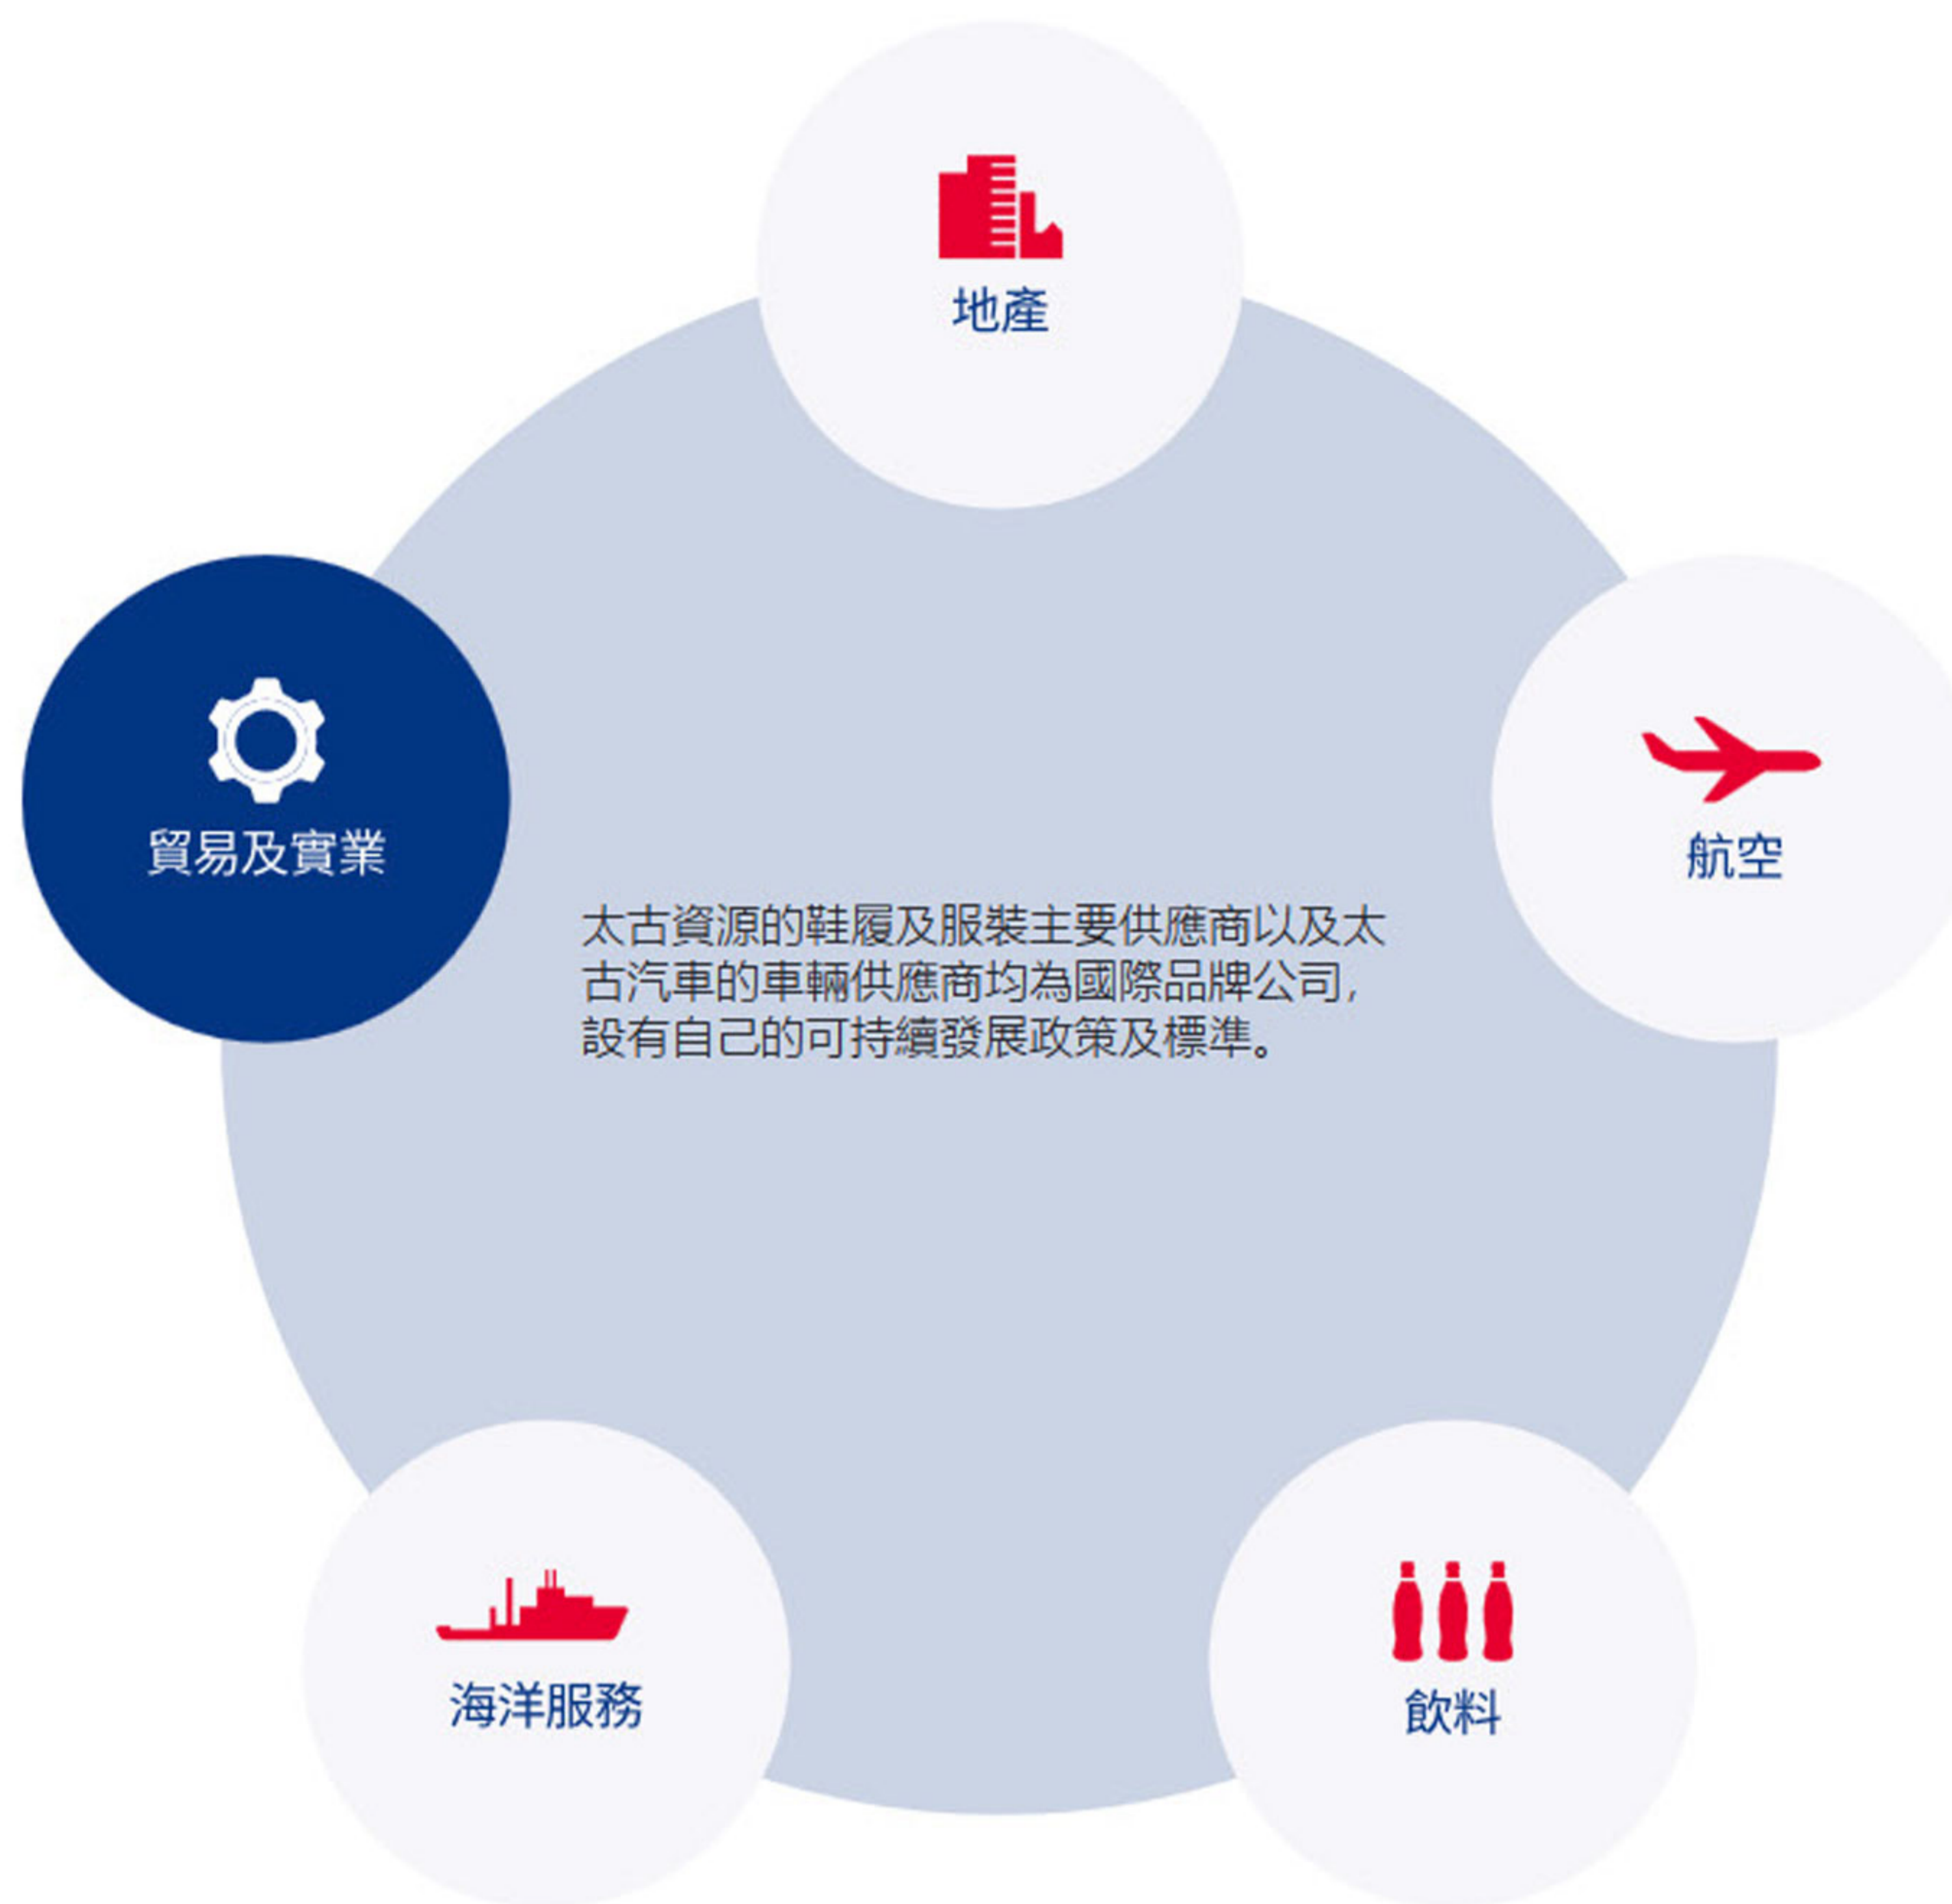 地產
貿易及實業
航空
太古資源的鞋履及服裝主要供應商以及太
古汽車的車輛供應商均為國際品牌公司，
設有自己的可持續發展政策及標準。
海洋服務
飲料